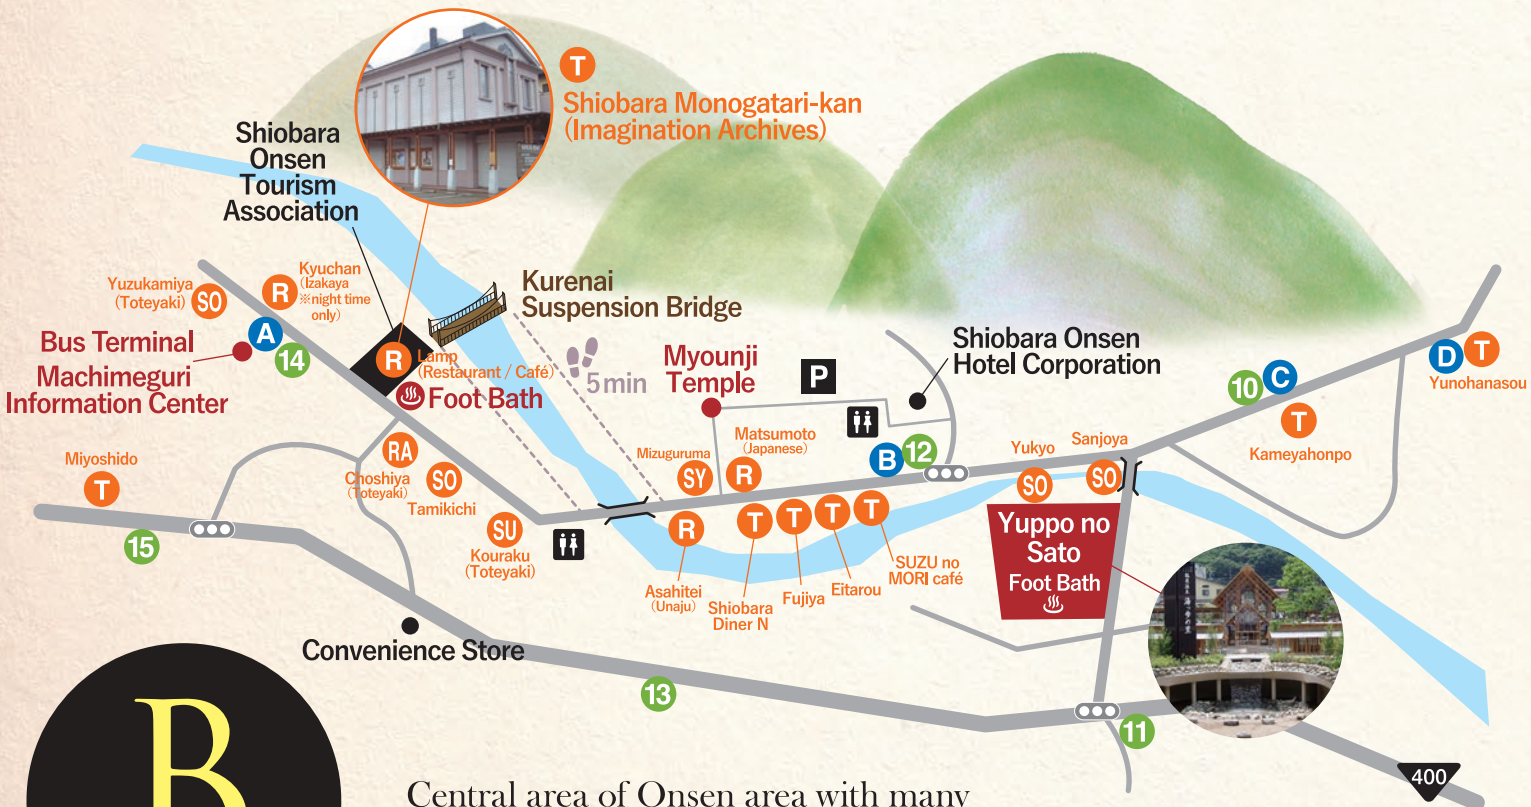 T
Shiobara Monogatari-kan
(Imagination Archives)
Shiobara
Onsen
Tourism
Association
Kurenai
Suspension Bridge
Yuzukamiya
(Toteyaki)
SO
R
Kyuchan
(Izakaya
※night time
only)
A
14
Bus Terminal
Machimeguri
Information Center
R
Lamp
(Restaurant / Café)
Foot Bath
5min
Myounji
Temple
P
Shiobara Onsen
Hotel Corporation
Miyoshido
T
15
RA
Choshiya
(Toteyaki)
SO
Tamikichi
SU
Kouraku
(Toteyaki)
Mizuguruma
SY
Matsumoto
(Japanese)
R
B
12
R
Asahitei
(Unaju)
T
Shiobara
Diner N
T
Fujiya
T
Eitarou
T
SUZU no
MORI café
Yukyo
SO
Sanjoya
SO
10
C
T
Kameyahonpo
D
T
Yunohanasou
Yuppo no
Sato
Foot Bath
Convenience Store
13
11
400
B
Central area of Onsen area with many